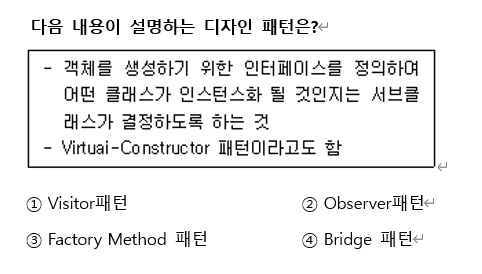 다음 내용이 설명하는 디자인 패턴은?
- 객체를 생성하기 위한 인터페이스를 정의하여
어떤 클래스가 인스턴스화 될 것인지는 서브클
래스가 결정하도록 하는 것
- Virtuai-Constructor 패턴이라고도 함
① Visitor패턴 ② Observer패턴
③ Factory Method 패턴 ④ Bridge 패턴